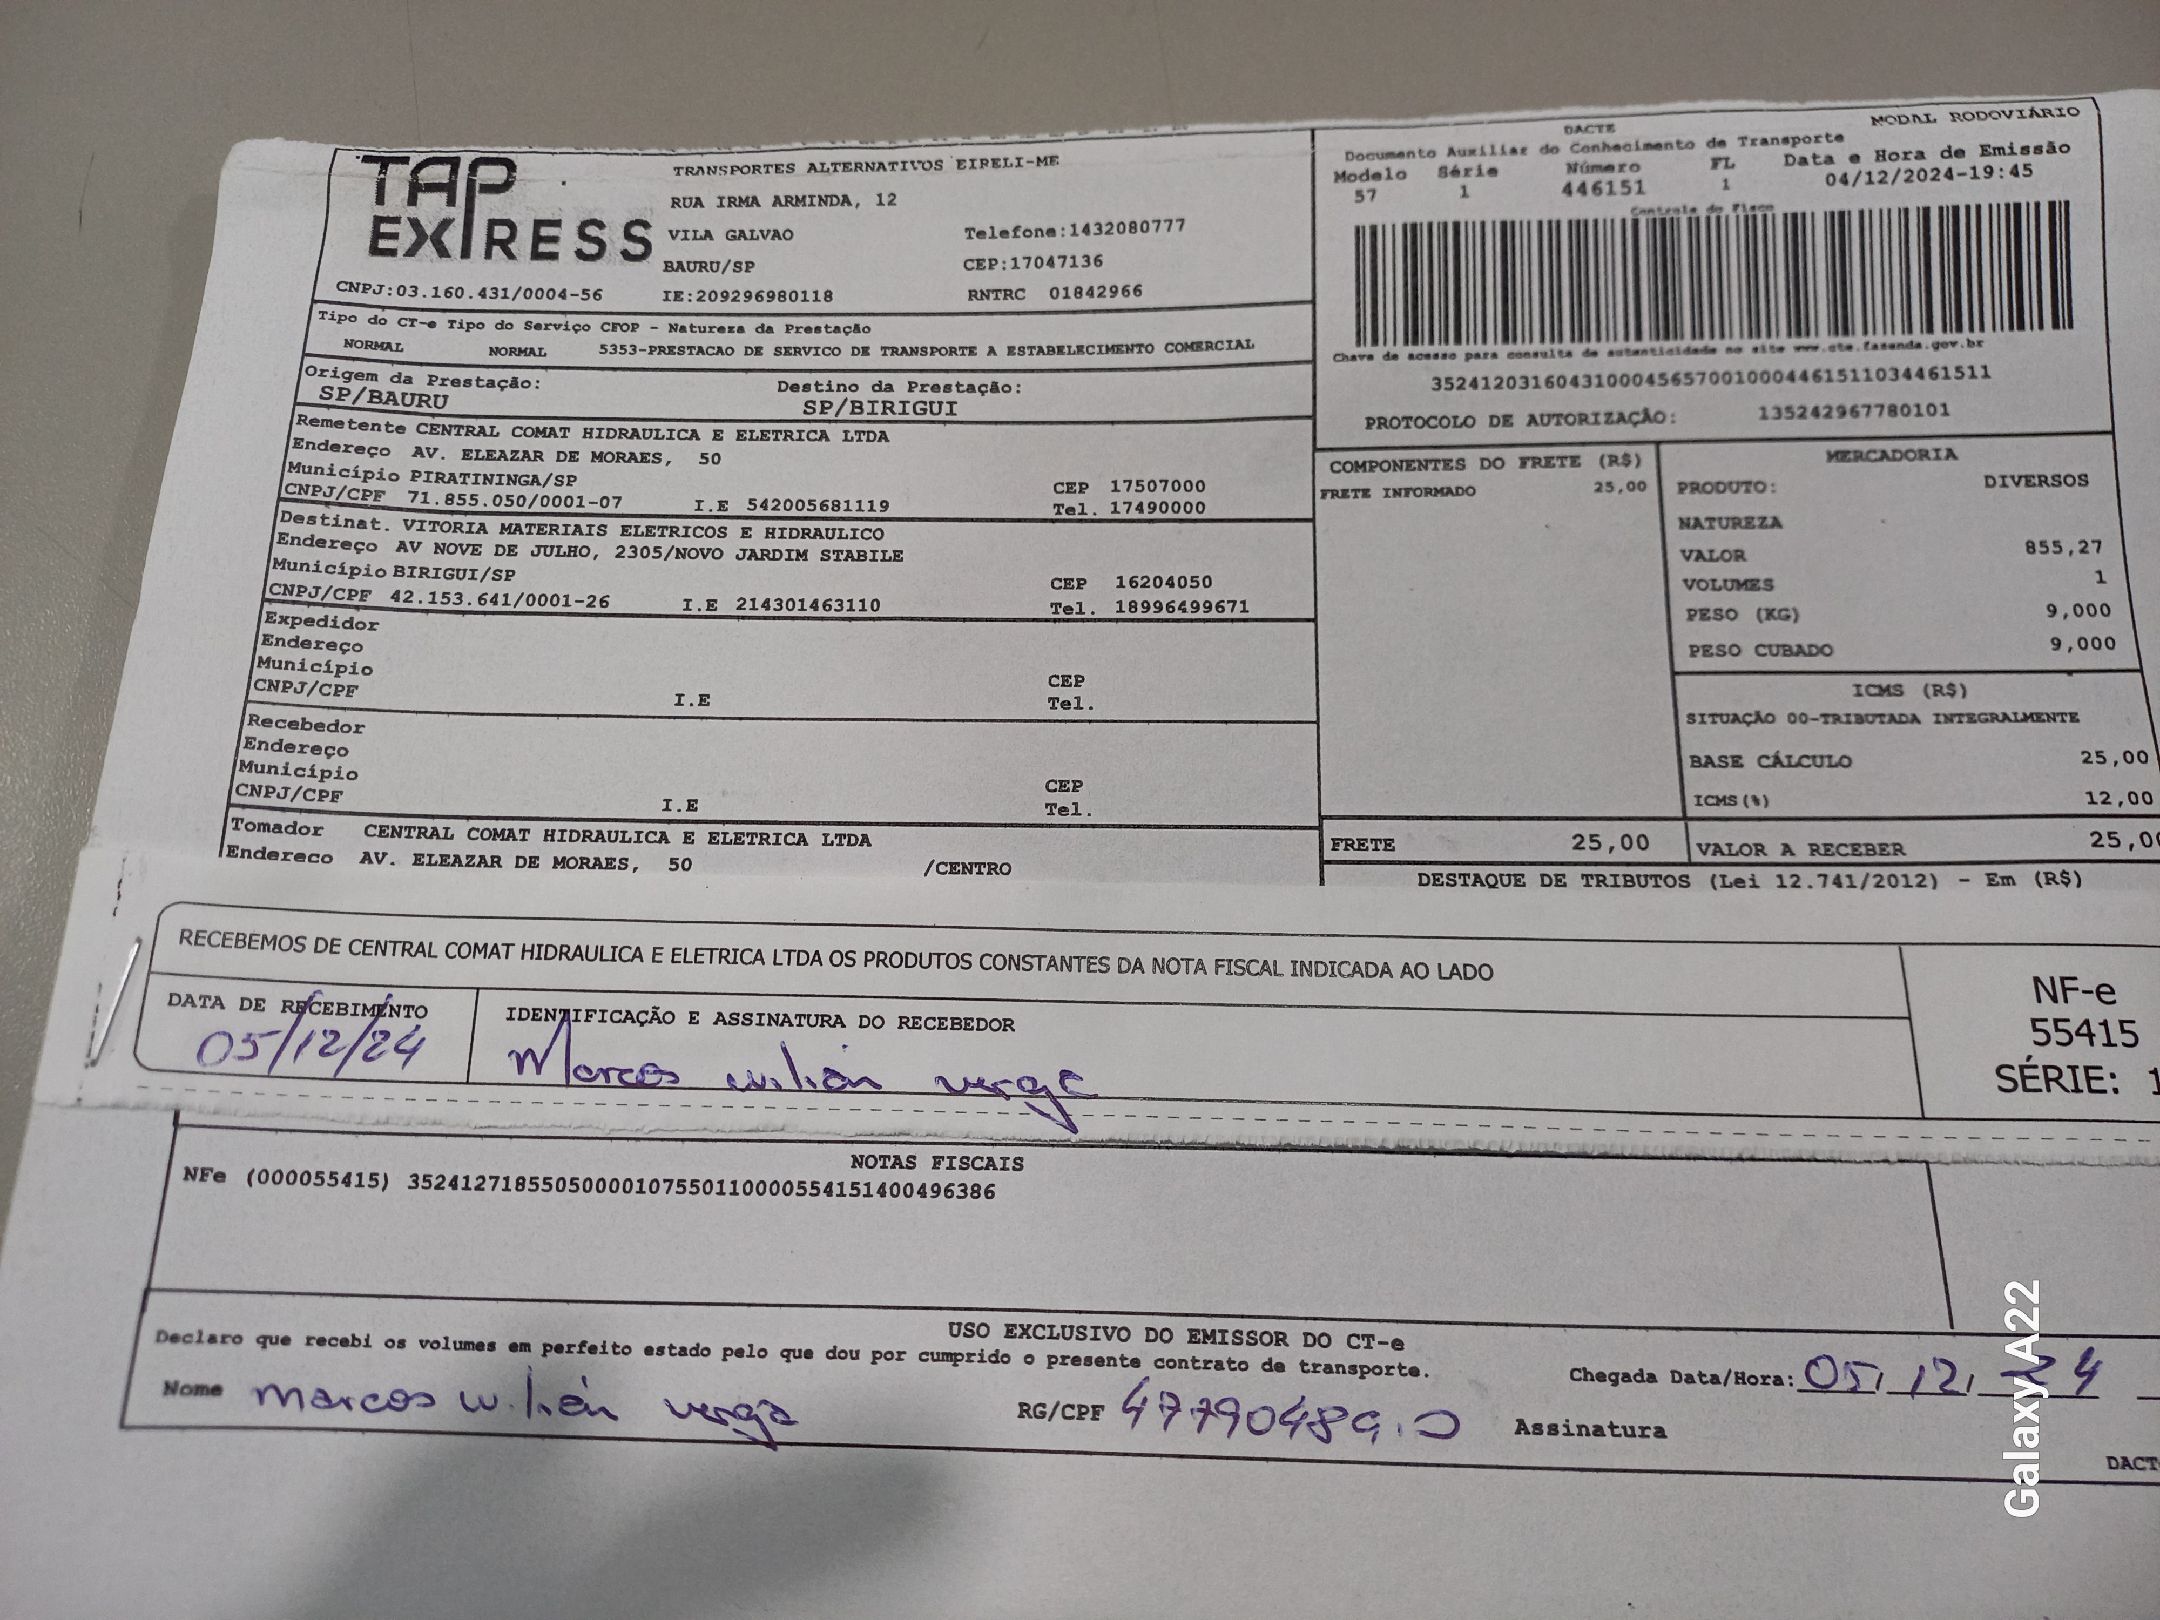 TAP EXPRESS
TRANSPORTES ALTERNATIVOS EIRELI-ME
RUA IRMA ARMINDA, 12
VILA GALVAO Telefone:1432080777
BAURU/SP CEP:17047136
CNPJ:03.160.431/0004-56 IE:209296980118 RNTRC 01842966
DACTE MODAL RODOVIÁRIO
Documento Auxiliar do Conhecimento de Transporte
Modelo Série Número FL Data e Hora de Emissão
57 1 446151 1 04/12/2024-19:45
Controle do Fisco
Chave de acesso para consulta de autenticidade no site www.cte.fazenda.gov.br
35241203160431000456570010004461511034461511
PROTOCOLO DE AUTORIZAÇÃO: 135242967780101
Tipo do CT-e Tipo do Serviço CFOP - Natureza da Prestação
NORMAL NORMAL 5353-PRESTACAO DE SERVICO DE TRANSPORTE A ESTABELECIMENTO COMERCIAL
Origem da Prestação: Destino da Prestação:
SP/BAURU SP/BIRIGUI
Remetente CENTRAL COMAT HIDRAULICA E ELETRICA LTDA
Endereço AV. ELEAZAR DE MORAES, 50
Município PIRATININGA/SP CEP 17507000
CNPJ/CPF 71.855.050/0001-07 I.E 542005681119 Tel. 17490000
Destinat. VITORIA MATERIAIS ELETRICOS E HIDRAULICO
Endereço AV NOVE DE JULHO, 2305/NOVO JARDIM STABILE
Município BIRIGUI/SP CEP 16204050
CNPJ/CPF 42.153.641/0001-26 I.E 214301463110 Tel. 18996499671
Expedidor
Endereço
Município CEP
CNPJ/CPF I.E Tel.
Recebedor
Endereço
Município CEP
CNPJ/CPF I.E Tel.
Tomador CENTRAL COMAT HIDRAULICA E ELETRICA LTDA
Endereco AV. ELEAZAR DE MORAES, 50 /CENTRO
COMPONENTES DO FRETE (R$)
FRETE INFORMADO 25,00
MERCADORIA
PRODUTO: DIVERSOS
NATUREZA
VALOR 855,27
VOLUMES 1
PESO (KG) 9,000
PESO CUBADO 9,000
ICMS (R$)
SITUAÇÃO 00-TRIBUTADA INTEGRALMENTE
BASE CÁLCULO 25,00
ICMS(%) 12,00
FRETE 25,00 VALOR A RECEBER 25,00
DESTAQUE DE TRIBUTOS (Lei 12.741/2012) - Em (R$)
RECEBEMOS DE CENTRAL COMAT HIDRAULICA E ELETRICA LTDA OS PRODUTOS CONSTANTES DA NOTA FISCAL INDICADA AO LADO
DATA DE RECEBIMENTO IDENTIFICAÇÃO E ASSINATURA DO RECEBEDOR
05/12/24 Marcos wilián verga
NF-e
55415
SÉRIE: 1
NOTAS FISCAIS
NFe (000055415) 35241271855050000107550110000554151400496386
USO EXCLUSIVO DO EMISSOR DO CT-e
Declaro que recebi os volumes em perfeito estado pelo que dou por cumprido o presente contrato de transporte.
Nome marcos wilián verga RG/CPF Assinatura
Chegada Data/Hora: 05, 12, 24
DACT
Galaxy A22